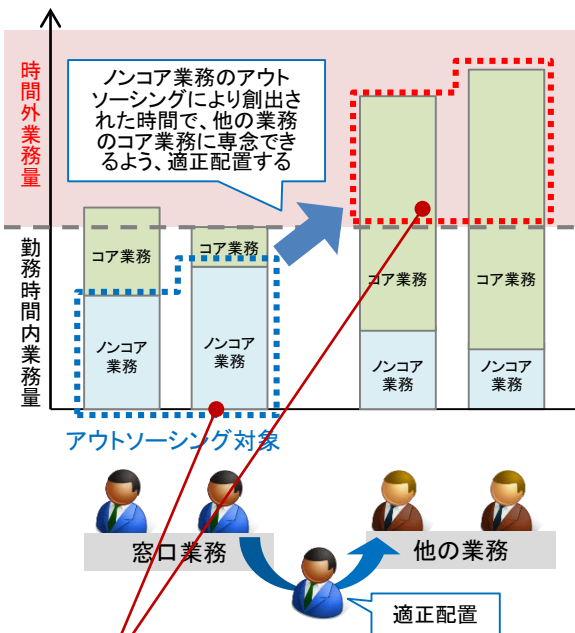 時間外業務量
ノンコア業務のアウト
ソーシングにより創出さ
れた時間で、他の業務
のコア業務に専念でき
るよう、適正配置する
勤務時間内業務量
コア業務
コア業務
コア業務
コア業務
ノンコア
業務
ノンコア
業務
ノンコア
業務
ノンコア
業務
アウトソーシング対象
窓口業務
他の業務
適正配置